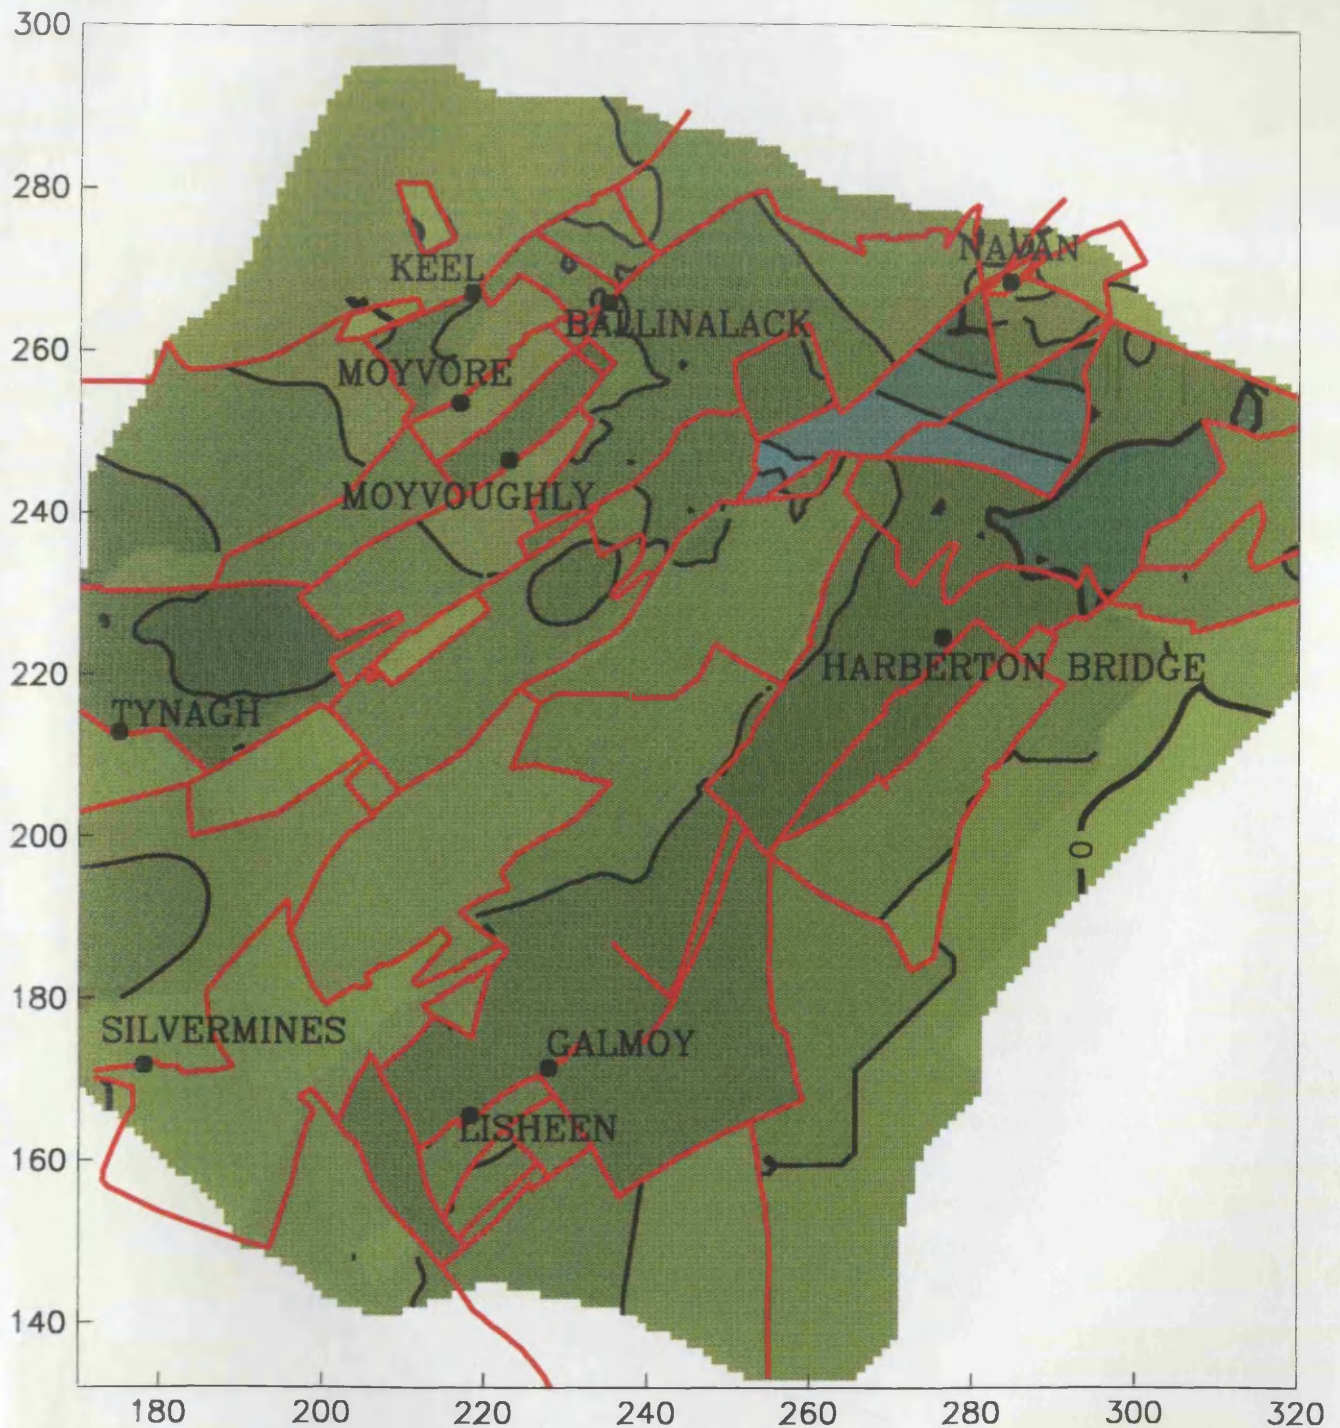 300
280
NAVAN
KEEL
BALLINALACK
260
MOYVORE
MOYVOUGHLY
240
HARBERTON BRIDGE
220
TYNAGH
200
0
180
SILVERMINES
GALMOY
LISHEEN
160
140
180 200 220 240 260 280 300 320